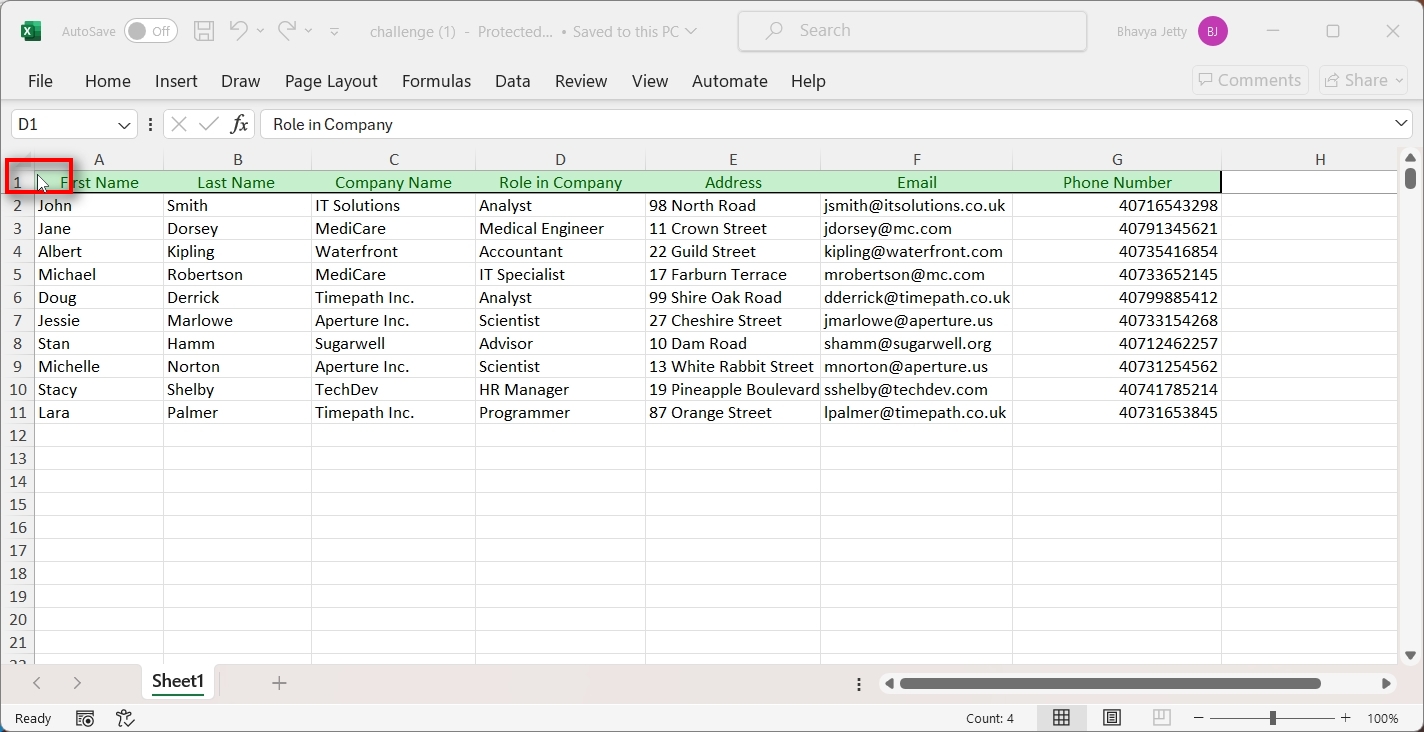 AutoSave Off challenge (1) - Protected... • Saved to this PC Search Bhavya Jetty BJ
File Home Insert Draw Page Layout Formulas Data Review View Automate Help Comments Share
D1 fx Role in Company
A B C D E F G H
1 First Name Last Name Company Name Role in Company Address Email Phone Number
2 John Smith IT Solutions Analyst 98 North Road jsmith@itsolutions.co.uk 40716543298
3 Jane Dorsey MediCare Medical Engineer 11 Crown Street jdorsey@mc.com 40791345621
4 Albert Kipling Waterfront Accountant 22 Guild Street kipling@waterfront.com 40735416854
5 Michael Robertson MediCare IT Specialist 17 Farburn Terrace mrobertson@mc.com 40733652145
6 Doug Derrick Timepath Inc. Analyst 99 Shire Oak Road dderrick@timepath.co.uk 40799885412
7 Jessie Marlowe Aperture Inc. Scientist 27 Cheshire Street jmarlowe@aperture.us 40733154268
8 Stan Hamm Sugarwell Advisor 10 Dam Road shamm@sugarwell.org 40712462257
9 Michelle Norton Aperture Inc. Scientist 13 White Rabbit Street mnorton@aperture.us 40731254562
10 Stacy Shelby TechDev HR Manager 19 Pineapple Boulevard sshelby@techdev.com 40741785214
11 Lara Palmer Timepath Inc. Programmer 87 Orange Street lpalmer@timepath.co.uk 40731653845
12
13
14
15
16
17
18
19
20
21
Sheet1
Ready Count: 4 100%